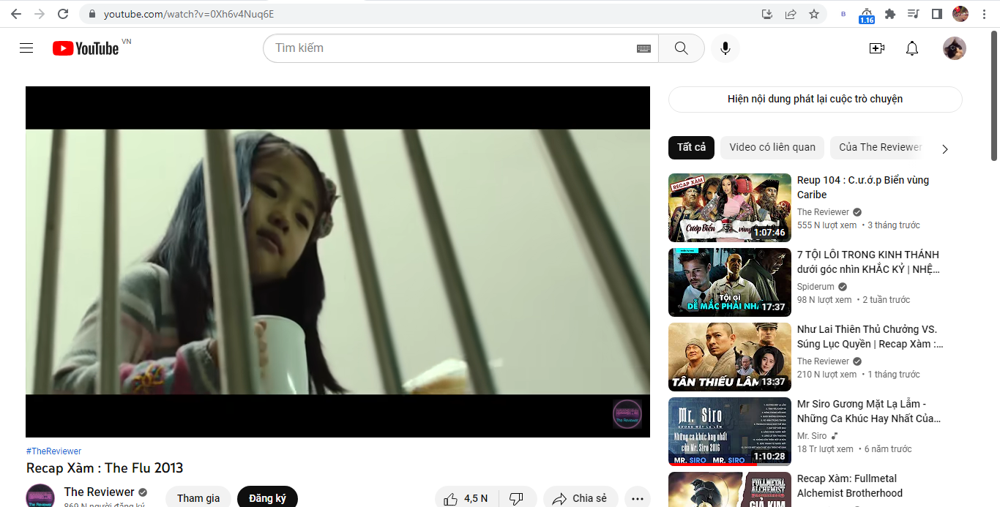 youtube.com/watch?v=0Xh6v4Nuq6E
1.16
YouTube VN
Tìm kiếm
The Reviewer
#TheReviewer
Recap Xàm : The Flu 2013
The Reviewer
869 N người đăng ký
Tham gia
Đăng ký
4,5 N
Chia sẻ
Hiện nội dung phát lại cuộc trò chuyện
Tất cả
Video có liên quan
Của The Reviewer
RECAP XÀM
Cướp Biển
1:07:46
Reup 104 : C.ư.ớ.p Biển vùng
Caribe
The Reviewer
555 N lượt xem • 3 tháng trước
TỘI GÌ
DỄ MẮC PHẢI NHẤ
17:37
7 TỘI LỖI TRONG KINH THÁNH
dưới góc nhìn KHẮC KỶ | NHỆ...
Spiderum
98 N lượt xem • 2 tuần trước
TÂN THIẾU LÂM
13:37
Như Lai Thiên Thủ Chưởng VS.
Súng Lục Quyền | Recap Xàm :...
The Reviewer
210 N lượt xem • 1 tháng trước
Mr. Siro
GƯƠNG MẶT LẠ LẪM
Những ca khúc hay nhất
của Mr. Siro 2016
MR. SIRO MR. SIRO
1:10:28
Mr Siro Gương Mặt Lạ Lẫm -
Những Ca Khúc Hay Nhất Của...
Mr. Siro
18 Tr lượt xem • 6 năm trước
FULLMETAL
ALCHEMIST
GIẢ KIM
Recap Xàm: Fullmetal
Alchemist Brotherhood